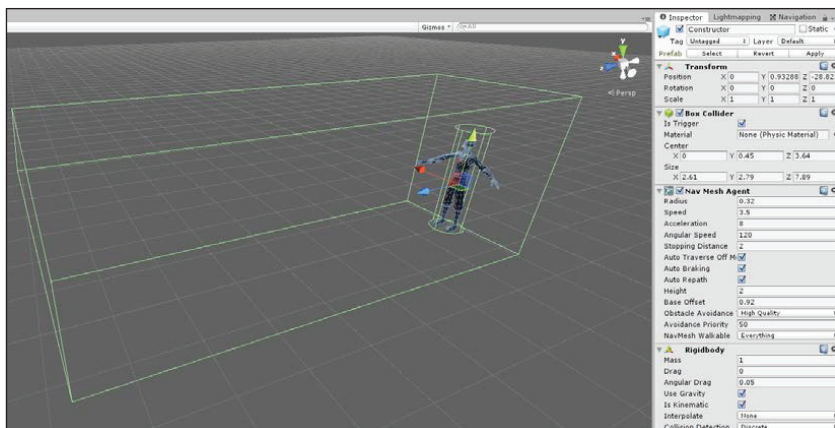 Gizmos
y
z
Persp
Inspector Lightmapping Navigation
Constructor Static
Tag Untagged Layer Default
Prefab Select Revert Apply
Transform
Position X 0 Y 0.93288 Z -28.82
Rotation X 0 Y 0 Z 0
Scale X 1 Y 1 Z 1
Box Collider
Is Trigger
Material None (Physic Material)
Center
X 0 Y 0.45 Z 3.64
Size
X 2.61 Y 2.79 Z 7.89
Nav Mesh Agent
Radius 0.32
Speed 3.5
Acceleration 8
Angular Speed 120
Stopping Distance 2
Auto Traverse Off M
Auto Braking
Auto Repath
Height 2
Base Offset 0.92
Obstacle Avoidance High Quality
Avoidance Priority 50
NavMesh Walkable Everything
Rigidbody
Mass 1
Drag 0
Angular Drag 0.05
Use Gravity
Is Kinematic
Interpolate None
Collision Detection Discrete